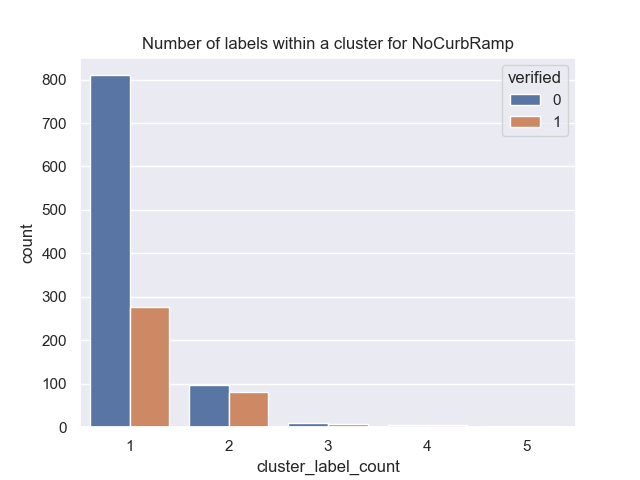 Number of labels within a cluster for NoCurbRamp
verified
0
1
800
700
600
500
400
300
200
100
0
count
1 2 3 4 5
cluster_label_count